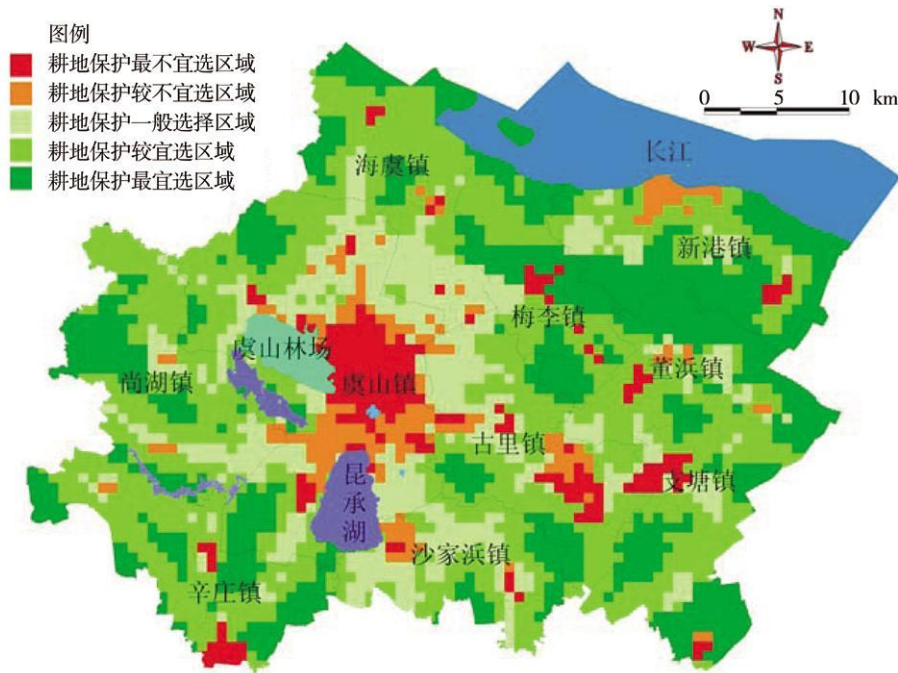 图例
耕地保护最不宜选区域
耕地保护较不宜选区域
耕地保护一般选择区域
耕地保护较宜选区域
耕地保护最宜选区域
N
W E
S
0 5 10 km
长江
海虞镇
新港镇
梅李镇
虞山林场
董浜镇
尚湖镇
虞山镇
古里镇
支塘镇
昆承湖
沙家浜镇
辛庄镇